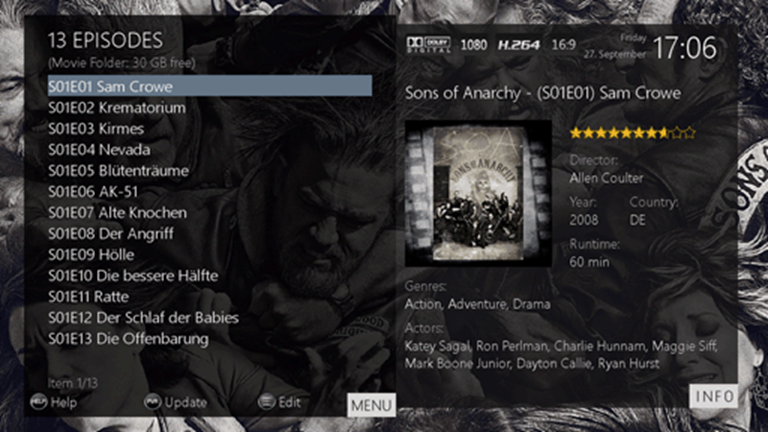 13 EPISODES
(Movie Folder: 30 GB free)
S01E01 Sam Crowe
S01E02 Krematorium
S01E03 Kirmes
S01E04 Nevada
S01E05 Blütenträume
S01E06 AK-51
S01E07 Alte Knochen
S01E08 Der Angriff
S01E09 Hölle
S01E10 Die bessere Hälfte
S01E11 Ratte
S01E12 Der Schlaf der Babies
S01E13 Die Offenbarung
Item 1/13
Help
Update
Edit
MENU
DOLBY DIGITAL 1080 H.264 16:9
Friday
27. September
17:06
Sons of Anarchy - (S01E01) Sam Crowe
SONS OF ANARCHY
Director:
Allen Coulter
Year: Country:
2008 DE
Runtime:
60 min
Genres:
Action, Adventure, Drama
Actors:
Katey Sagal, Ron Perlman, Charlie Hunnam, Maggie Siff,
Mark Boone Junior, Dayton Callie, Ryan Hurst
INFO
SONS